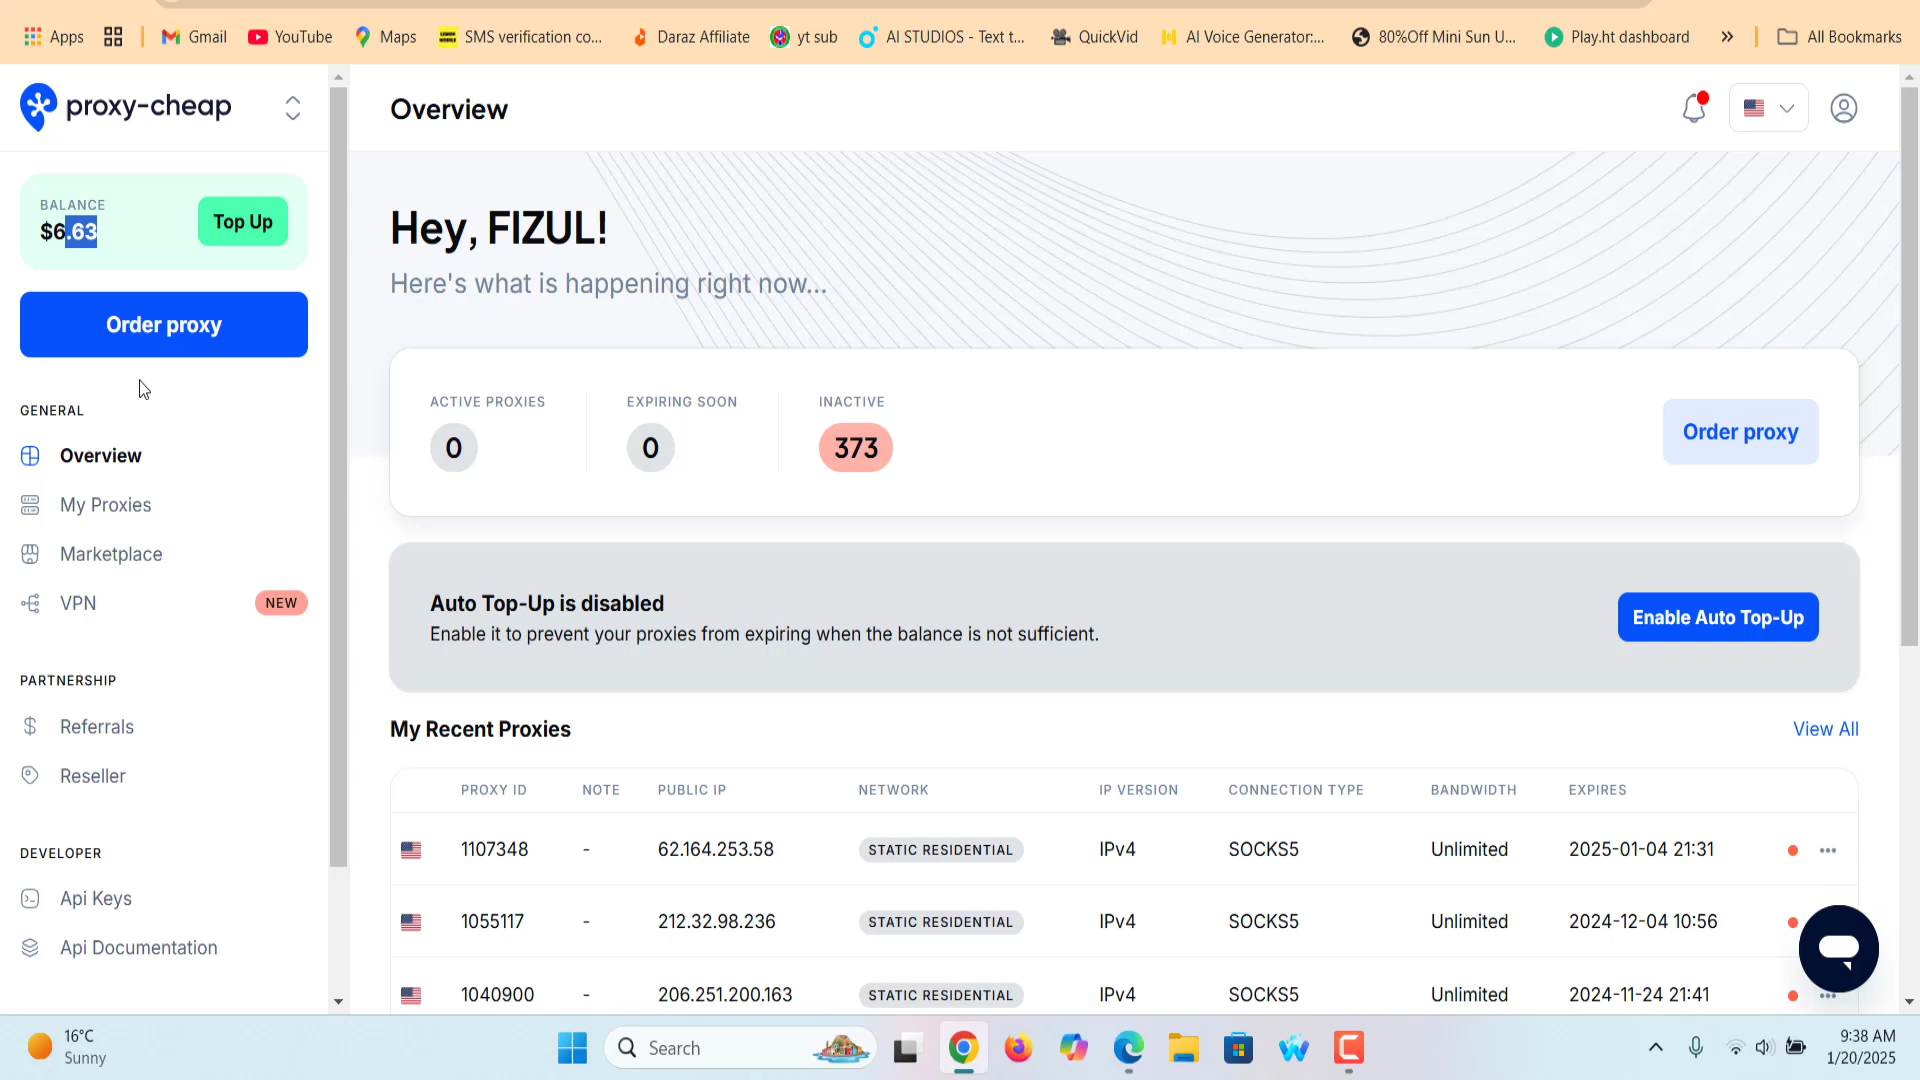 Apps
Gmail
YouTube
Maps
SMS verification co...
Daraz Affiliate
yt sub
AI STUDIOS - Text t...
QuickVid
AI Voice Generator:...
80%Off Mini Sun U...
Play.ht dashboard
All Bookmarks
proxy-cheap
Overview
BALANCE
$6.63
Top Up
Order proxy
GENERAL
Overview
My Proxies
Marketplace
VPN NEW
PARTNERSHIP
Referrals
Reseller
DEVELOPER
Api Keys
Api Documentation
Hey, FIZUL!
Here's what is happening right now...
ACTIVE PROXIES EXPIRING SOON INACTIVE
0 0 373
Order proxy
Auto Top-Up is disabled
Enable it to prevent your proxies from expiring when the balance is not sufficient.
Enable Auto Top-Up
My Recent Proxies View All
PROXY ID NOTE PUBLIC IP NETWORK IP VERSION CONNECTION TYPE BANDWIDTH EXPIRES
1107348 - 62.164.253.58 STATIC RESIDENTIAL IPv4 SOCKS5 Unlimited 2025-01-04 21:31
1055117 - 212.32.98.236 STATIC RESIDENTIAL IPv4 SOCKS5 Unlimited 2024-12-04 10:56
1040900 - 206.251.200.163 STATIC RESIDENTIAL IPv4 SOCKS5 Unlimited 2024-11-24 21:41
16°C
Sunny
Search
9:38 AM
1/20/2025